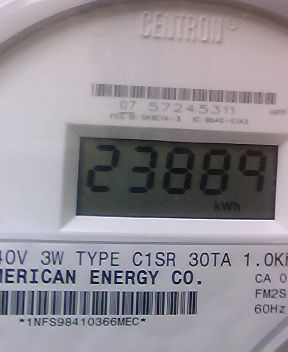 CENTRON®
07 57245311
23889
kWh
40V 3W TYPE C1SR 30TA 1.0K
MERICAN ENERGY CO.
CA 0
FM2S
60Hz
*1NFS98410366MEC*